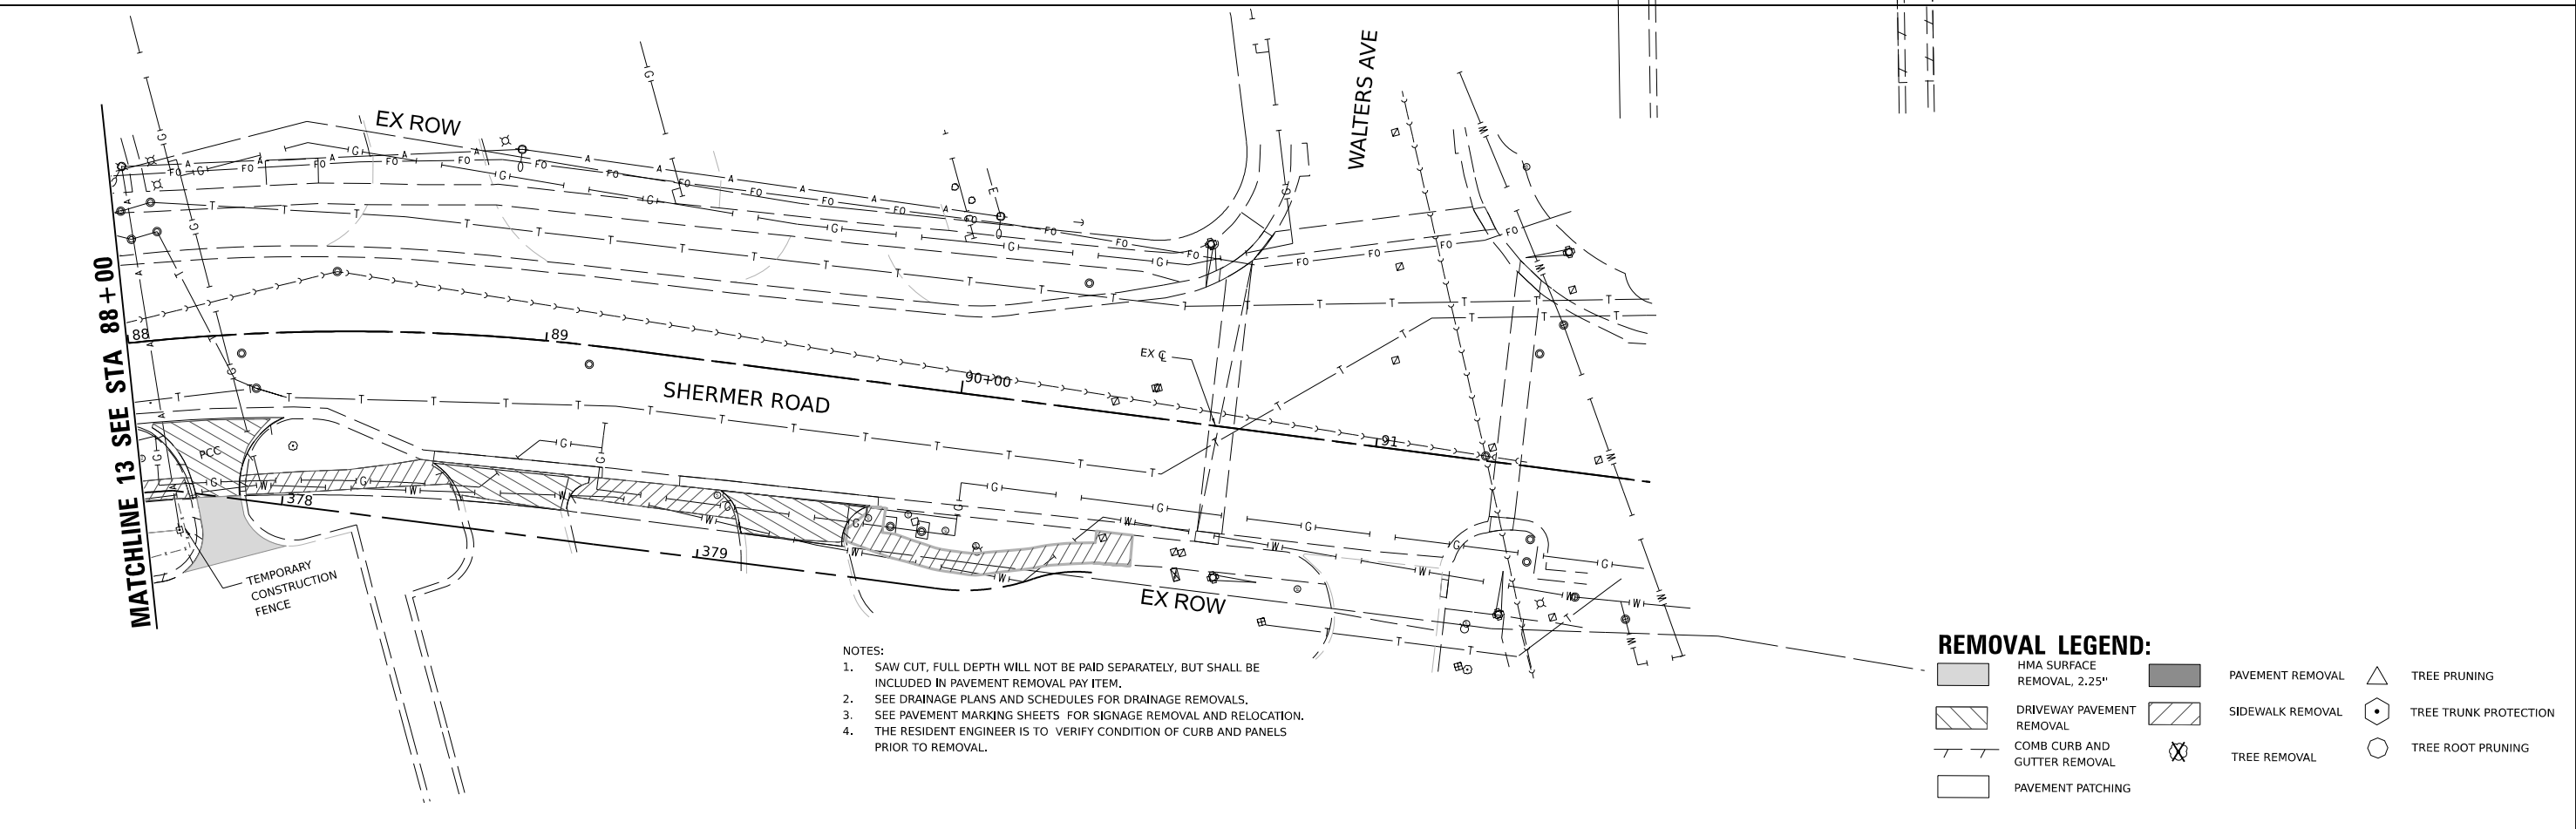 EX ROW
WALTERS AVE
MATCHLINE 13 SEE STA 88+00
88
89
EX ℄
SHERMER ROAD
90+00
91
PCC
378
379
TEMPORARY
CONSTRUCTION
FENCE
EX ROW
NOTES:
1. SAW CUT, FULL DEPTH WILL NOT BE PAID SEPARATELY, BUT SHALL BE
INCLUDED IN PAVEMENT REMOVAL PAY ITEM.
2. SEE DRAINAGE PLANS AND SCHEDULES FOR DRAINAGE REMOVALS.
3. SEE PAVEMENT MARKING SHEETS FOR SIGNAGE REMOVAL AND RELOCATION.
4. THE RESIDENT ENGINEER IS TO VERIFY CONDITION OF CURB AND PANELS
PRIOR TO REMOVAL.
REMOVAL LEGEND:
HMA SURFACE
REMOVAL, 2.25"
DRIVEWAY PAVEMENT
REMOVAL
COMB CURB AND
GUTTER REMOVAL
PAVEMENT PATCHING
PAVEMENT REMOVAL
SIDEWALK REMOVAL
TREE REMOVAL
TREE PRUNING
TREE TRUNK PROTECTION
TREE ROOT PRUNING